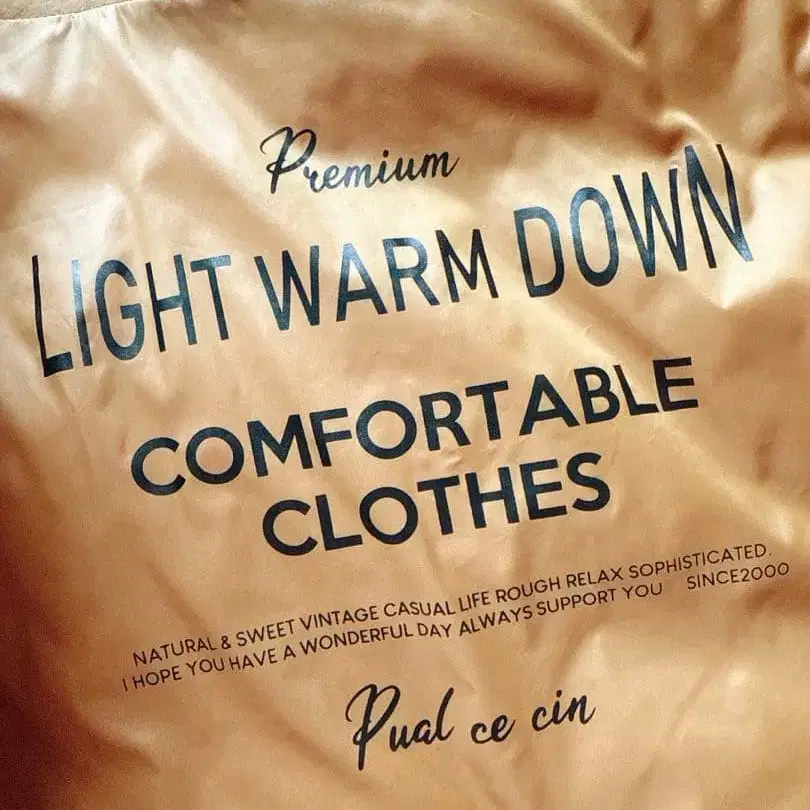 Premium
LIGHT WARM DOWN
COMFORTABLE
CLOTHES
NATURAL & SWEET VINTAGE CASUAL LIFE ROUGH RELAX SOPHISTICATED.
I HOPE YOU HAVE A WONDERFUL DAY ALWAYS SUPPORT YOU SINCE2000
Pual ce cin